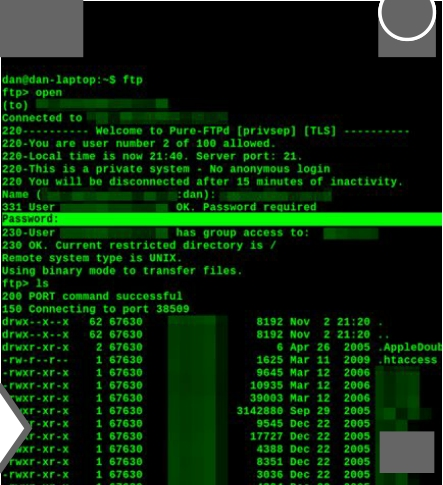 dan@dan-laptop:~$ ftp
ftp> open
(to)
Connected to
220---------- Welcome to Pure-FTPd [privsep] [TLS] ----------
220-You are user number 2 of 100 allowed.
220-Local time is now 21:40. Server port: 21.
220-This is a private system - No anonymous login
220 You will be disconnected after 15 minutes of inactivity.
Name ( :dan):
331 User OK. Password required
Password:
230-User has group access to:
230 OK. Current restricted directory is /
Remote system type is UNIX.
Using binary mode to transfer files.
ftp> ls
200 PORT command successful
150 Connecting to port 38509
drwx--x--x 62 67630 8192 Nov 2 21:20 .
drwx--x--x 62 67630 8192 Nov 2 21:20 ..
drwxr-xr-x 2 67630 6 Apr 26 2005 .AppleDoub
-rw-r--r-- 1 67630 1625 Mar 11 2009 .htaccess
-rwxr-xr-x 1 67630 9645 Mar 12 2006
-rwxr-xr-x 1 67630 10935 Mar 12 2006
-rwxr-xr-x 1 67630 39003 Mar 12 2006
-rwxr-xr-x 1 67630 3142880 Sep 29 2005
rwxr-xr-x 1 67630 9545 Dec 22 2005
rwxr-xr-x 1 67630 17727 Dec 22 2005
rwxr-xr-x 1 67630 4388 Dec 22 2005
rwxr-xr-x 1 67630 8351 Dec 22 2005
-rwxr-xr-x 1 67630 3036 Dec 22 2005